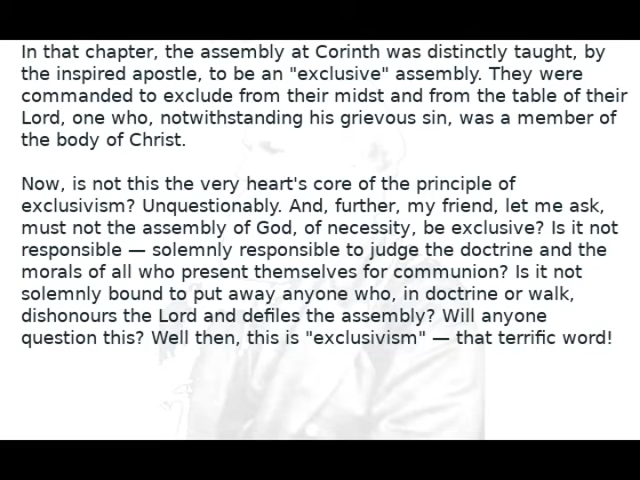 In that chapter, the assembly at Corinth was distinctly taught, by
the inspired apostle, to be an "exclusive" assembly. They were
commanded to exclude from their midst and from the table of their
Lord, one who, notwithstanding his grievous sin, was a member of
the body of Christ.
Now, is not this the very heart's core of the principle of
exclusivism? Unquestionably. And, further, my friend, let me ask,
must not the assembly of God, of necessity, be exclusive? Is it not
responsible — solemnly responsible to judge the doctrine and the
morals of all who present themselves for communion? Is it not
solemnly bound to put away anyone who, in doctrine or walk,
dishonours the Lord and defiles the assembly? Will anyone
question this? Well then, this is "exclusivism" — that terrific word!